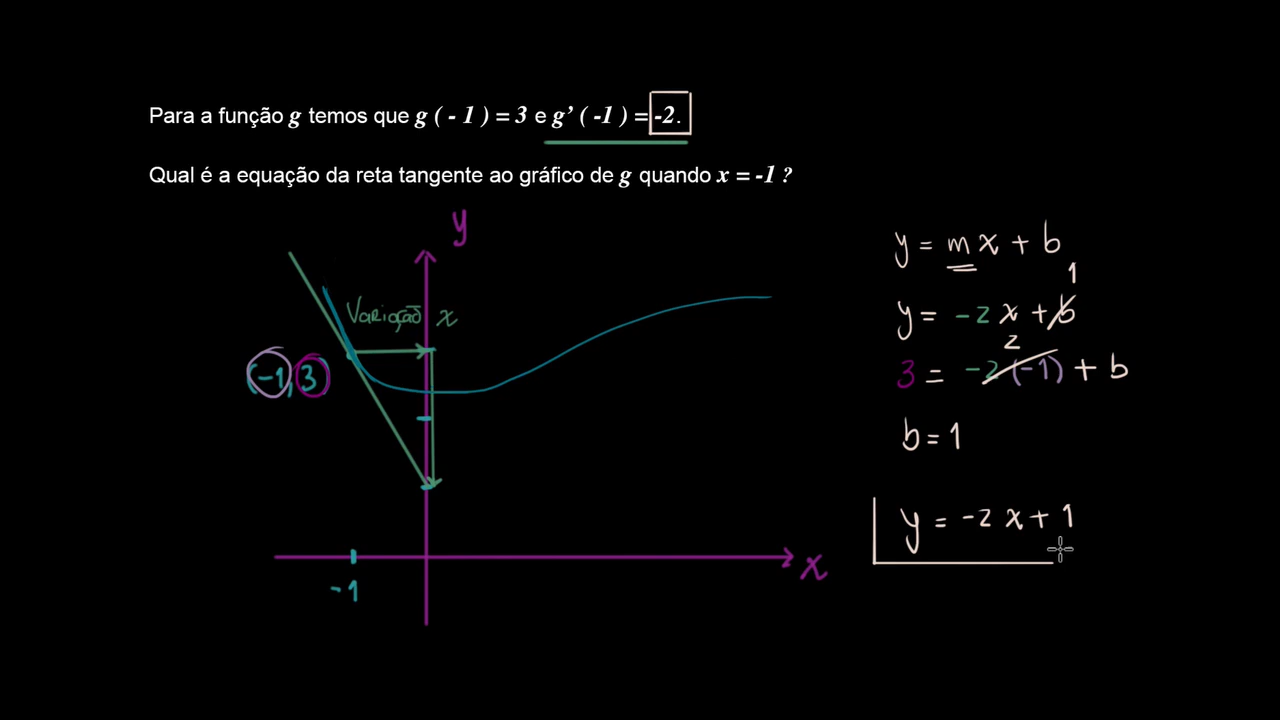 Para a função g temos que g ( - 1 ) = 3 e g’ ( -1 ) = -2.
Qual é a equação da reta tangente ao gráfico de g quando x = -1 ?
y
y = m x + b
1
Variação x
y = -2 x + b
2
(-1, 3)
3 = -2 (-1) + b
b = 1
y = -2 x + 1
x
-1